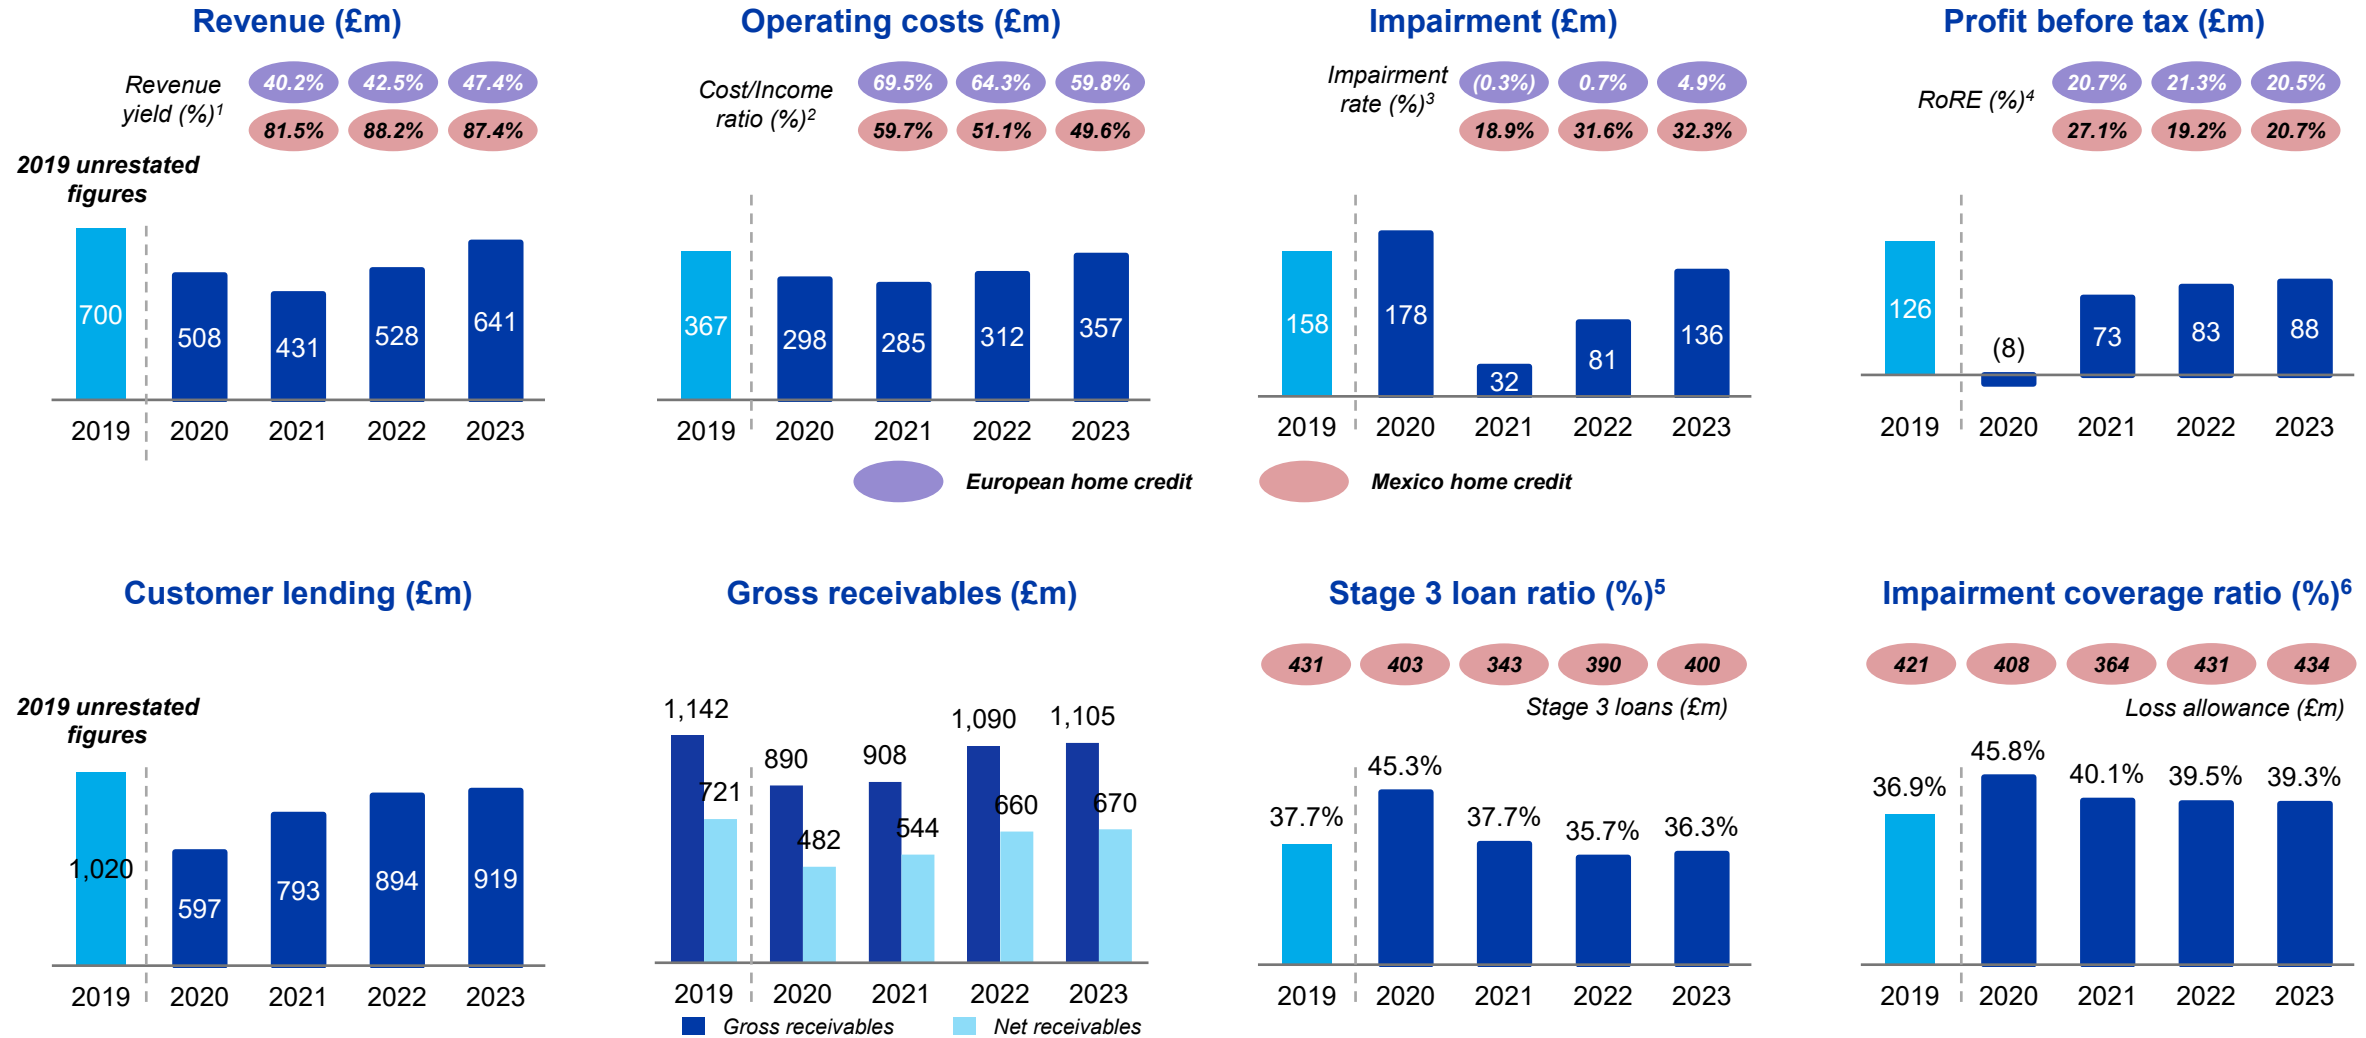 Revenue (£m)
Revenue
yield (%)1
40.2% 42.5% 47.4%
81.5% 88.2% 87.4%
2019 unrestated
figures
700 508 431 528 641
2019 2020 2021 2022 2023
Operating costs (£m)
Cost/Income
ratio (%)2
69.5% 64.3% 59.8%
59.7% 51.1% 49.6%
367 298 285 312 357
2019 2020 2021 2022 2023
Impairment (£m)
Impairment
rate (%)3
(0.3%) 0.7% 4.9%
18.9% 31.6% 32.3%
158 178 32 81 136
2019 2020 2021 2022 2023
Profit before tax (£m)
RoRE (%)4
20.7% 21.3% 20.5%
27.1% 19.2% 20.7%
126 (8) 73 83 88
2019 2020 2021 2022 2023
European home credit Mexico home credit
Customer lending (£m)
2019 unrestated
figures
1,020 597 793 894 919
2019 2020 2021 2022 2023
Gross receivables (£m)
1,142 890 908 1,090 1,105
721 482 544 660 670
2019 2020 2021 2022 2023
Gross receivables Net receivables
Stage 3 loan ratio (%)5
431 403 343 390 400
Stage 3 loans (£m)
37.7% 45.3% 37.7% 35.7% 36.3%
2019 2020 2021 2022 2023
Impairment coverage ratio (%)6
421 408 364 431 434
Loss allowance (£m)
36.9% 45.8% 40.1% 39.5% 39.3%
2019 2020 2021 2022 2023